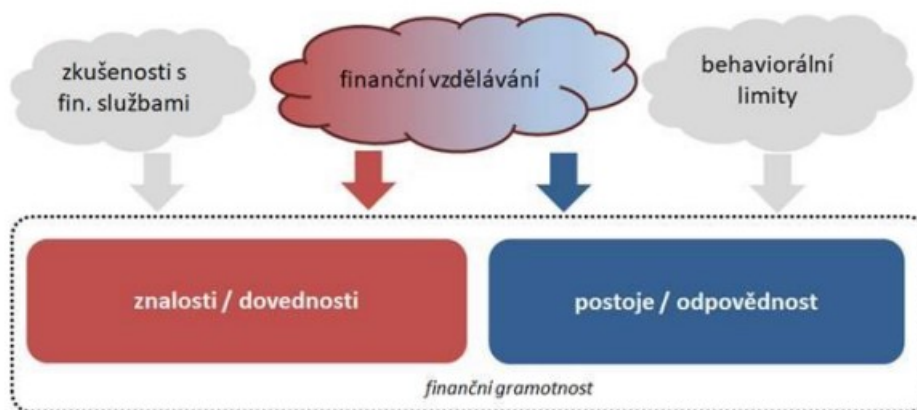 zkušenosti s
fin. službami
finanční vzdělávání
behaviorální
limity
znalosti / dovednosti
postoje / odpovědnost
finanční gramotnost